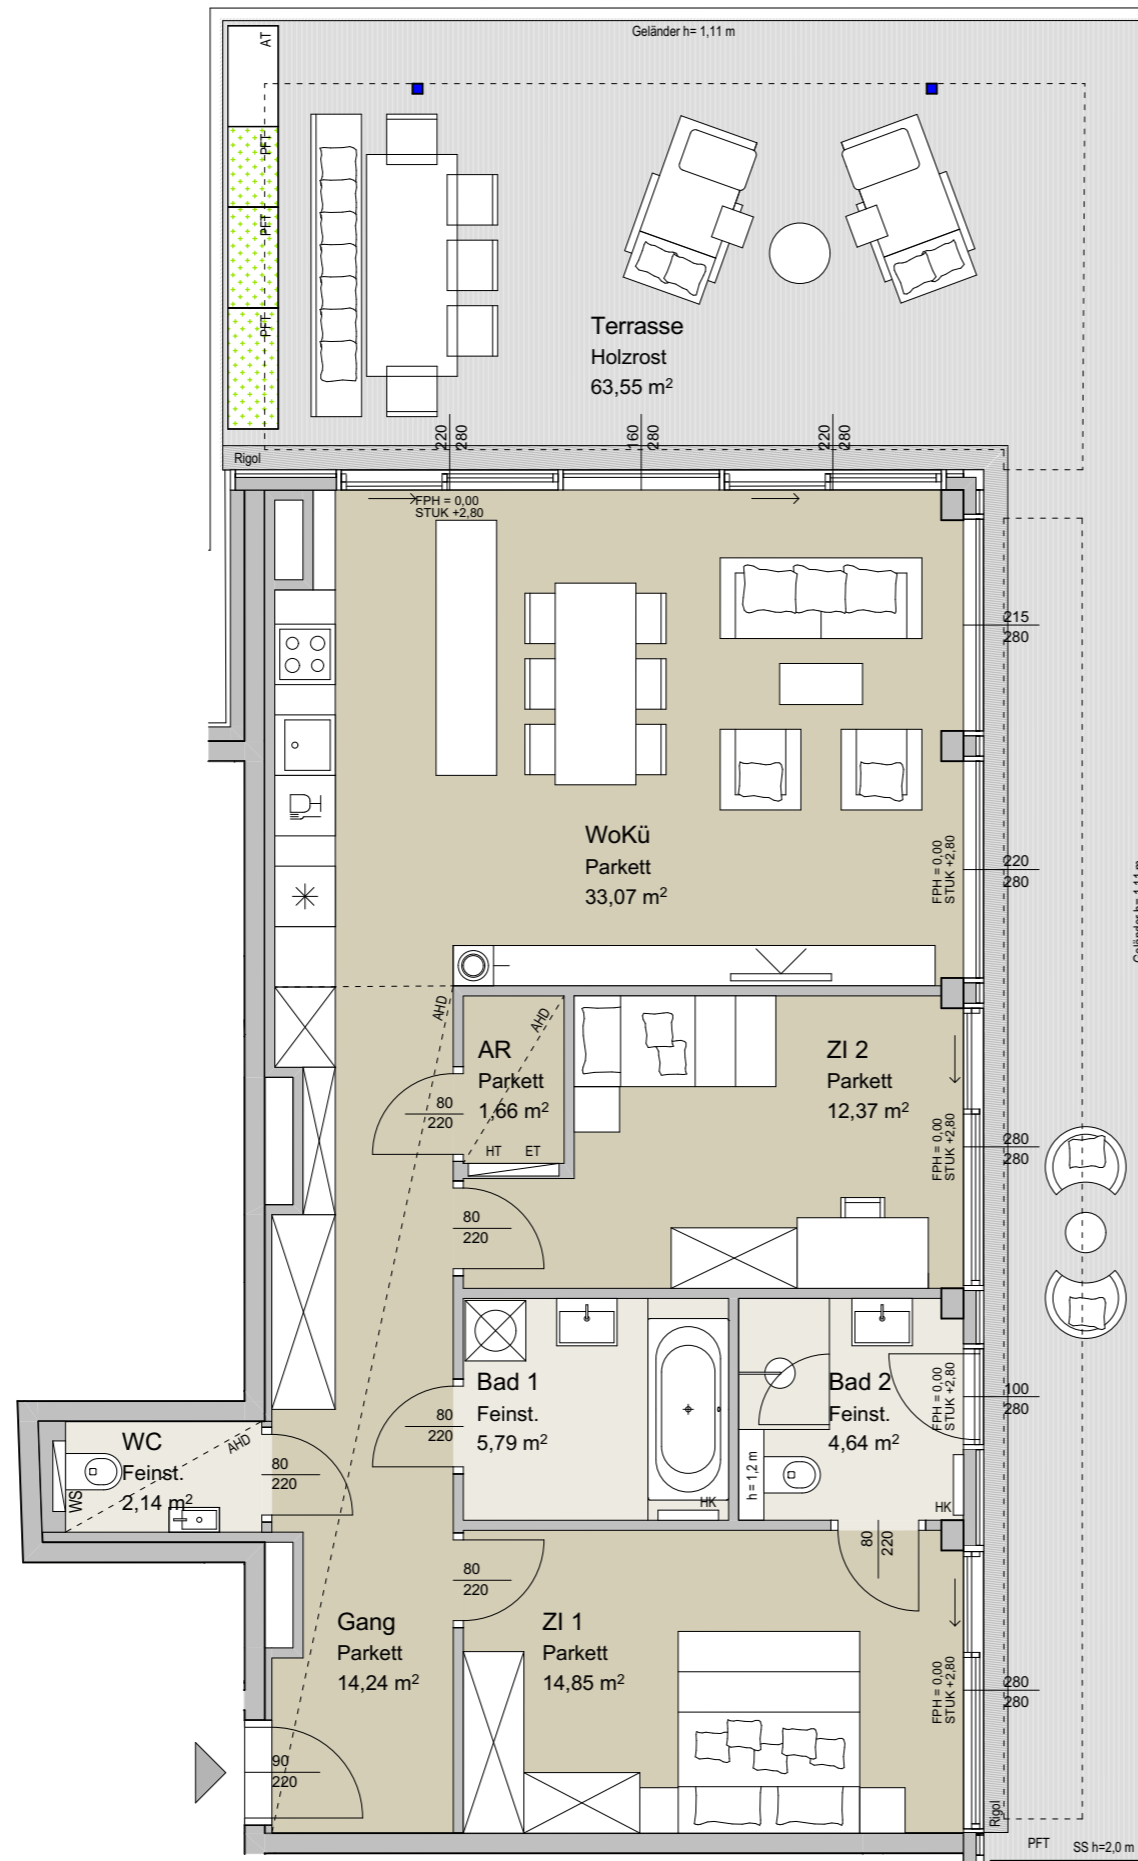 Geländer h= 1,11 m
AT
PFT
PFT
PFT
Terrasse
Holzrost
63,55 m²
220
280
160
280
220
280
Rigol
FPH = 0,00
STUK +2,80
215
280
WoKü
Parkett
33,07 m²
FPH = 0,00
STUK +2,80
220
280
Geländer h= 1,11 m
AHD
AHD
AR
Parkett
1,66 m²
80
220
HT
ET
ZI 2
Parkett
12,37 m²
FPH = 0,00
STUK +2,80
280
280
80
220
Bad 1
Feinst.
5,79 m²
80
220
HK
Bad 2
Feinst.
4,64 m²
FPH = 0,00
STUK +2,80
100
280
h = 1,2 m
HK
WC
Feinst.
2,14 m²
AHD
WS
80
220
80
220
80
220
Gang
Parkett
14,24 m²
ZI 1
Parkett
14,85 m²
FPH = 0,00
STUK +2,80
280
280
90
220
Rigol
PFT
SS h=2,0 m